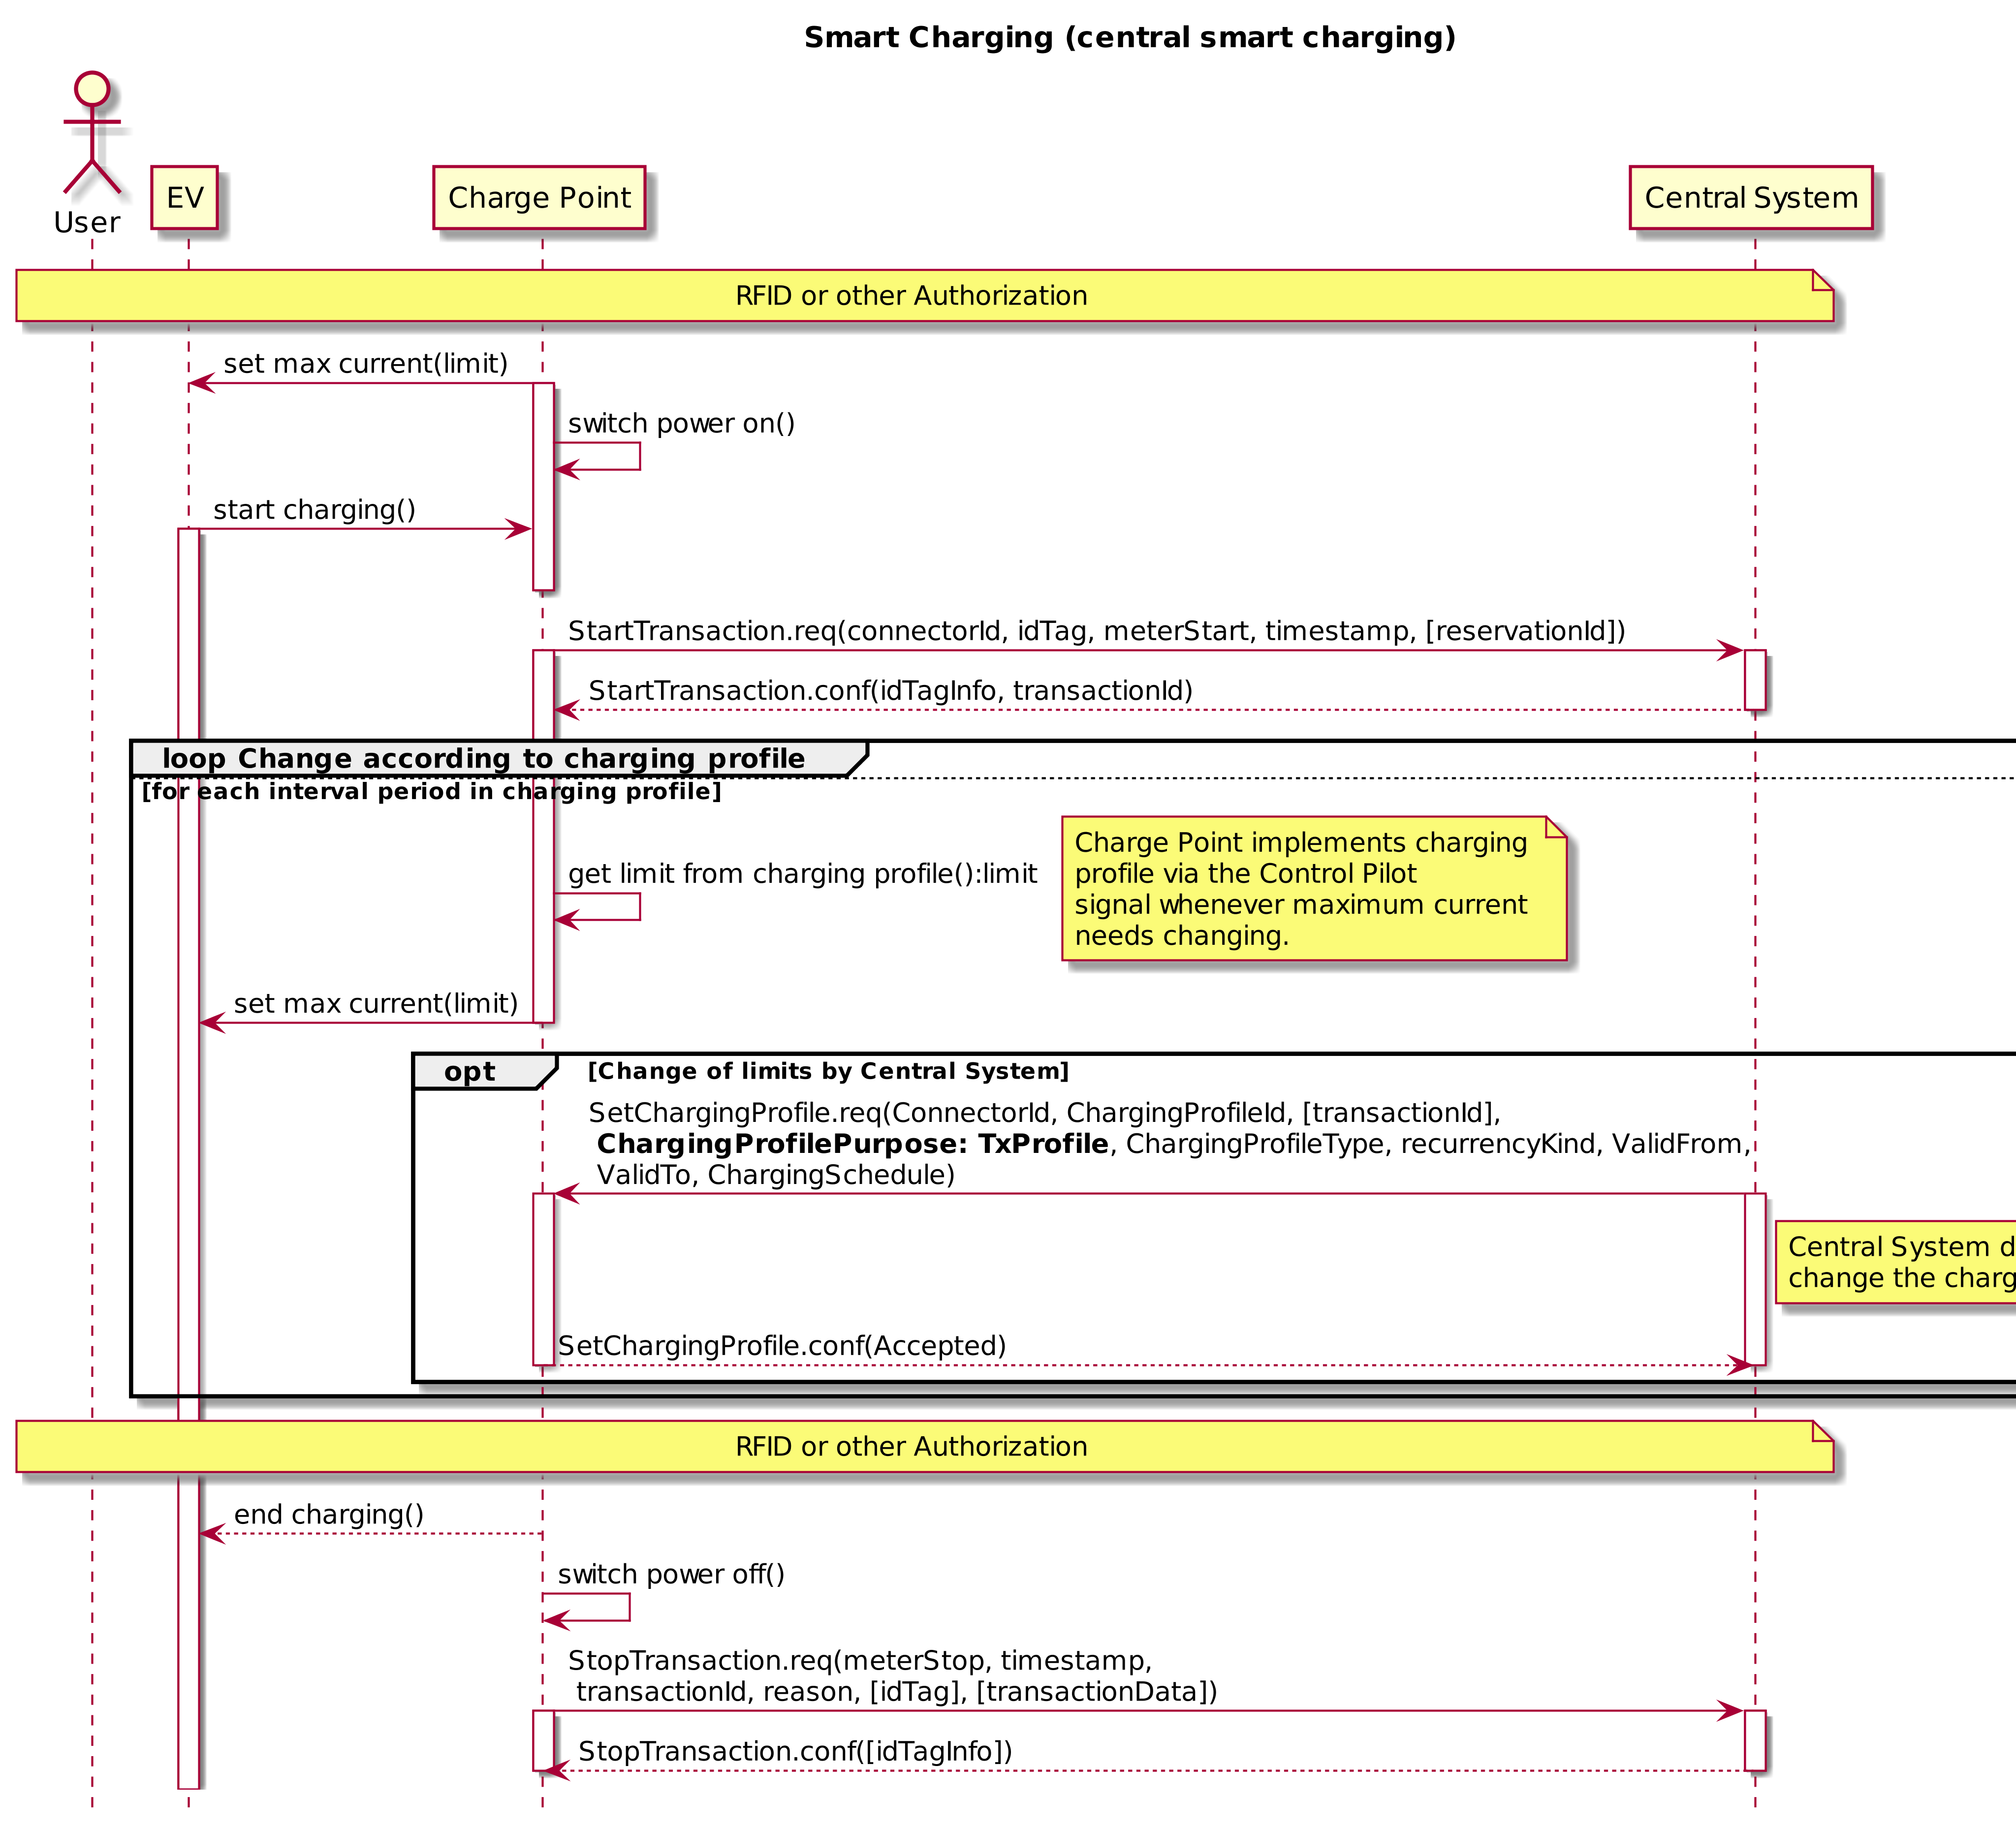 Smart Charging (central smart charging)
User
EV
Charge Point
Central System
RFID or other Authorization
set max current(limit)
switch power on()
start charging()
StartTransaction.req(connectorId, idTag, meterStart, timestamp, [reservationId])
StartTransaction.conf(idTagInfo, transactionId)
loop Change according to charging profile
[for each interval period in charging profile]
Charge Point implements charging
profile via the Control Pilot
signal whenever maximum current
needs changing.
get limit from charging profile():limit
set max current(limit)
opt
[Change of limits by Central System]
SetChargingProfile.req(ConnectorId, ChargingProfileId, [transactionId],
ChargingProfilePurpose: TxProfile, ChargingProfileType, recurrencyKind, ValidFrom,
ValidTo, ChargingSchedule)
Central System
change the
SetChargingProfile.conf(Accepted)
RFID or other Authorization
end charging()
switch power off()
StopTransaction.req(meterStop, timestamp,
transactionId, reason, [idTag], [transactionData])
StopTransaction.conf([idTagInfo])